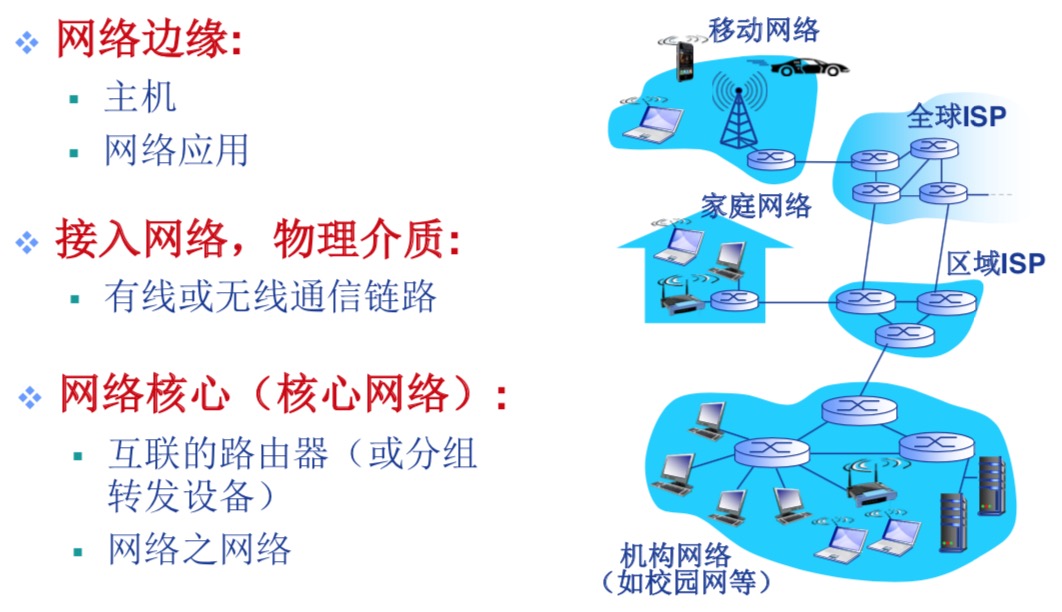 网络边缘:
主机
网络应用
接入网络，物理介质:
有线或无线通信链路
网络核心（核心网络）:
互联的路由器（或分组
转发设备）
网络之网络
移动网络
全球ISP
家庭网络
区域ISP
机构网络
（如校园网等）